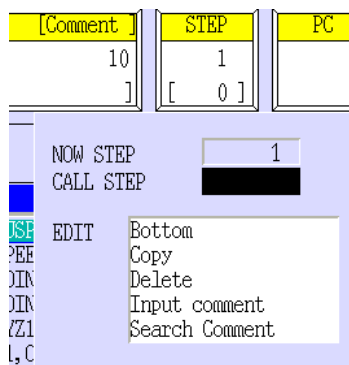 [Comment ] STEP PC
10 1
] [ 0 ]
NOW STEP 1
CALL STEP
EDIT Bottom
Copy
Delete
Input comment
Search Comment